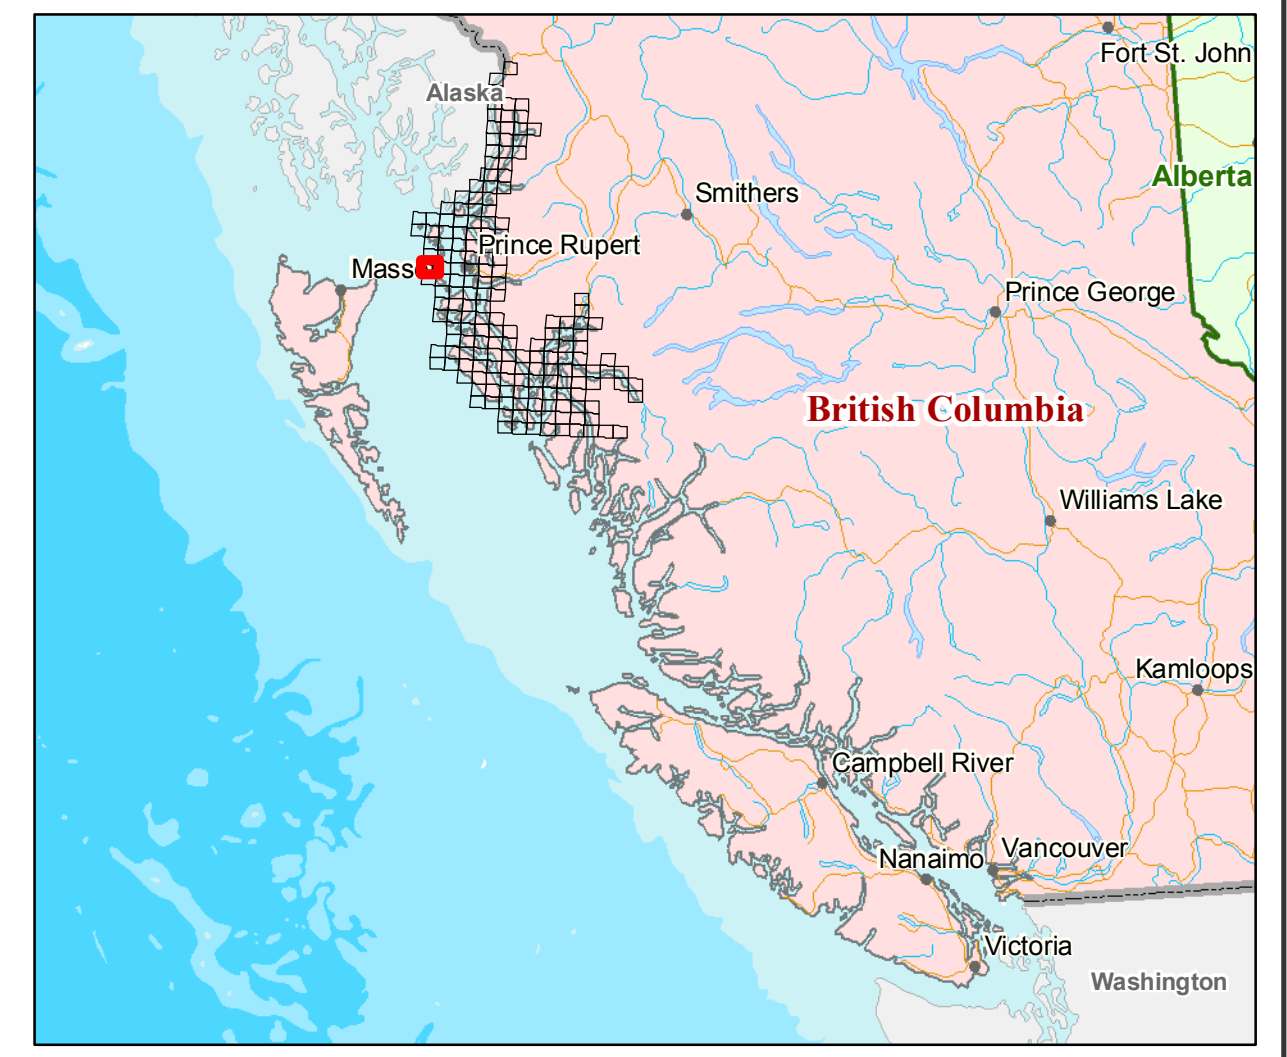 Fort St. John
Alaska
Alberta
Smithers
Prince Rupert
Mass
Prince George
British Columbia
Williams Lake
Kamloops
Campbell River
Vancouver
Nanaimo
Victoria
Washington